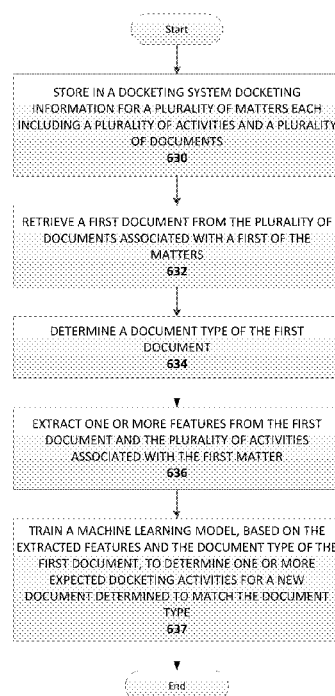 Start
STORE IN A DOCKETING SYSTEM DOCKETING
INFORMATION FOR A PLURALITY OF MATTERS EACH
INCLUDING A PLURALITY OF ACTIVITIES AND A PLURALITY
OF DOCUMENTS
630
RETRIEVE A FIRST DOCUMENT FROM THE PLURALITY OF
DOCUMENTS ASSOCIATED WITH A FIRST OF THE
MATTERS
632
DETERMINE A DOCUMENT TYPE OF THE FIRST
DOCUMENT
634
EXTRACT ONE OR MORE FEATURES FROM THE FIRST
DOCUMENT AND THE PLURALITY OF ACTIVITIES
ASSOCIATED WITH THE FIRST MATTER
636
TRAIN A MACHINE LEARNING MODEL, BASED ON THE
EXTRACTED FEATURES AND THE DOCUMENT TYPE OF THE
FIRST DOCUMENT, TO DETERMINE ONE OR MORE
EXPECTED DOCKETING ACTIVITIES FOR A NEW
DOCUMENT DETERMINED TO MATCH THE DOCUMENT
TYPE
637
End